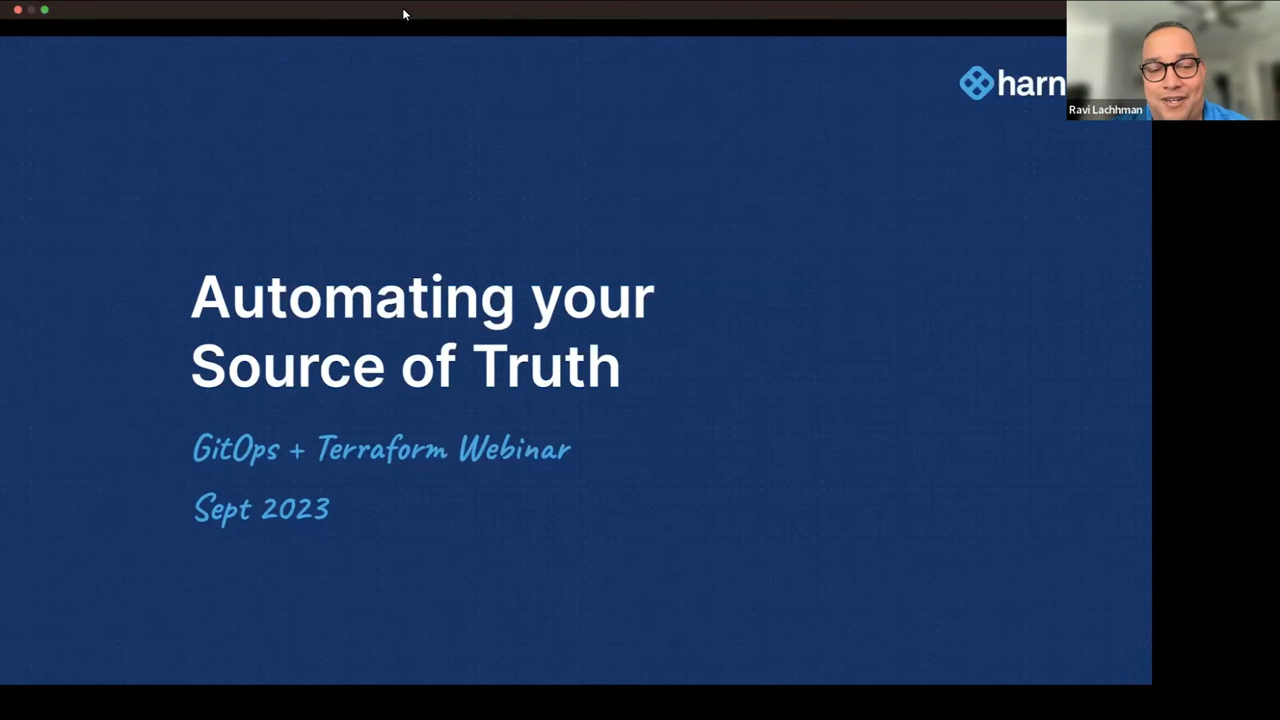 harn
Ravi Lachhman
Automating your
Source of Truth
GitOps + Terraform Webinar
Sept 2023